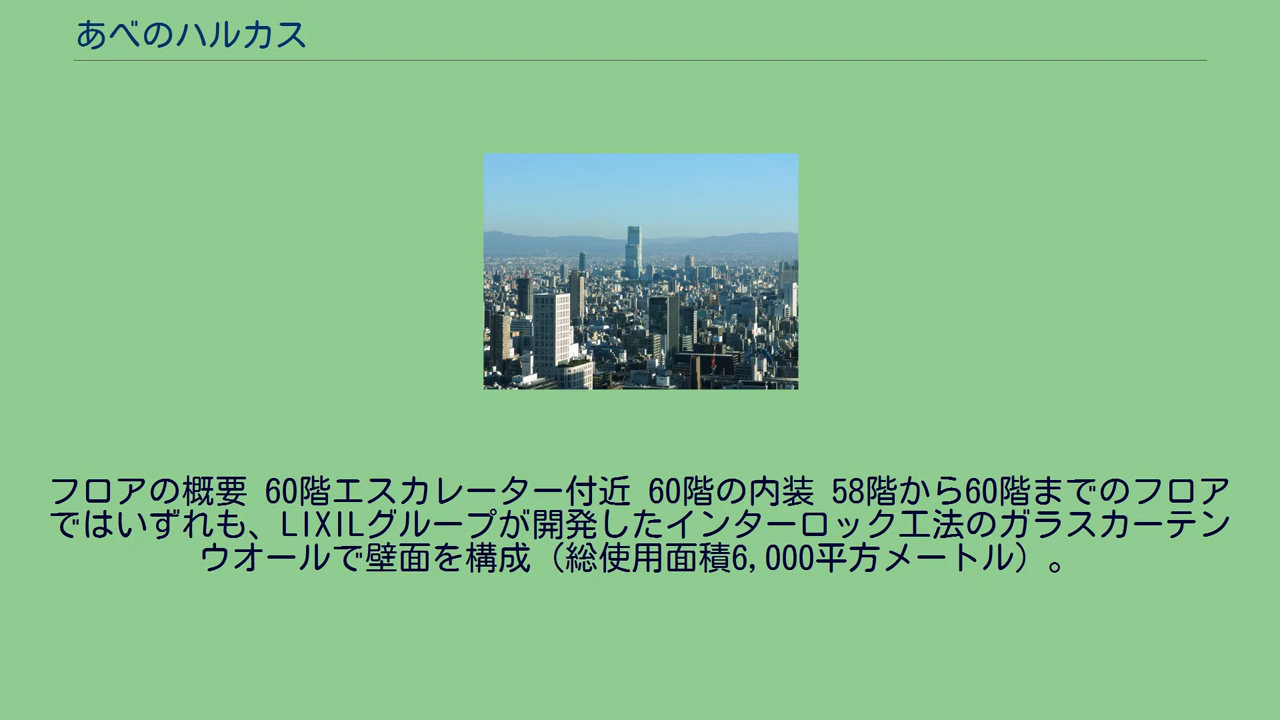 あべのハルカス
フロアの概要 60階エスカレーター付近 60階の内装 58階から60階までのフロア
ではいずれも、LIXILグループが開発したインターロック工法のガラスカーテン
ウオールで壁面を構成（総使用面積6,000平方メートル）。